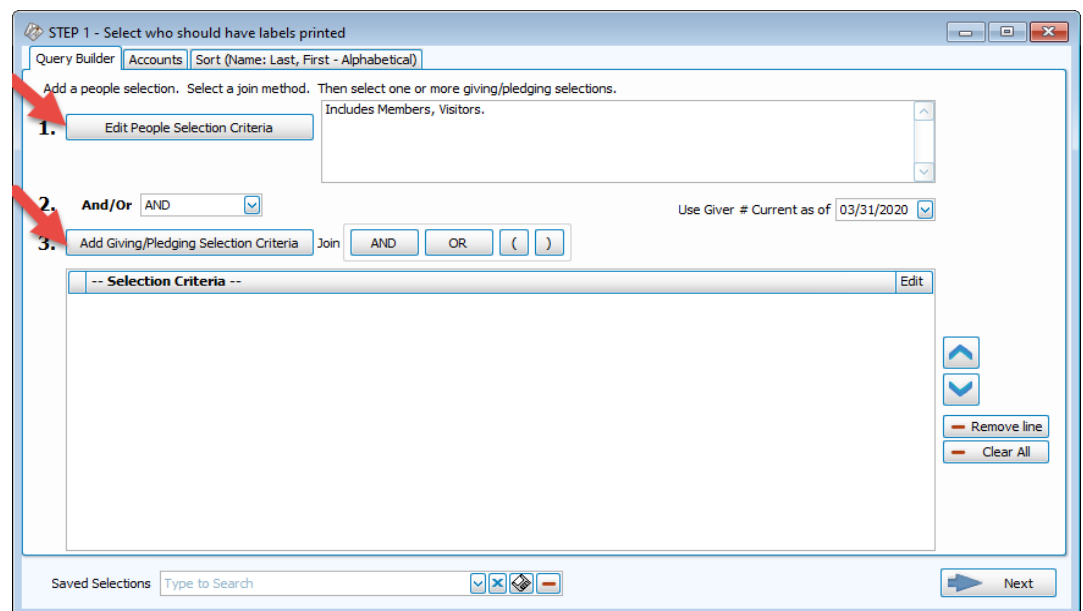 STEP 1 - Select who should have labels printed
Query Builder Accounts Sort (Name: Last, First - Alphabetical)
Add a people selection. Select a join method. Then select one or more giving/pledging selections.
1. Edit People Selection Criteria Includes Members, Visitors.
2. And/Or AND Use Giver # Current as of 03/31/2020
3. Add Giving/Pledging Selection Criteria Join AND OR ( )
-- Selection Criteria -- Edit
Remove line
Clear All
Saved Selections Type to Search Next